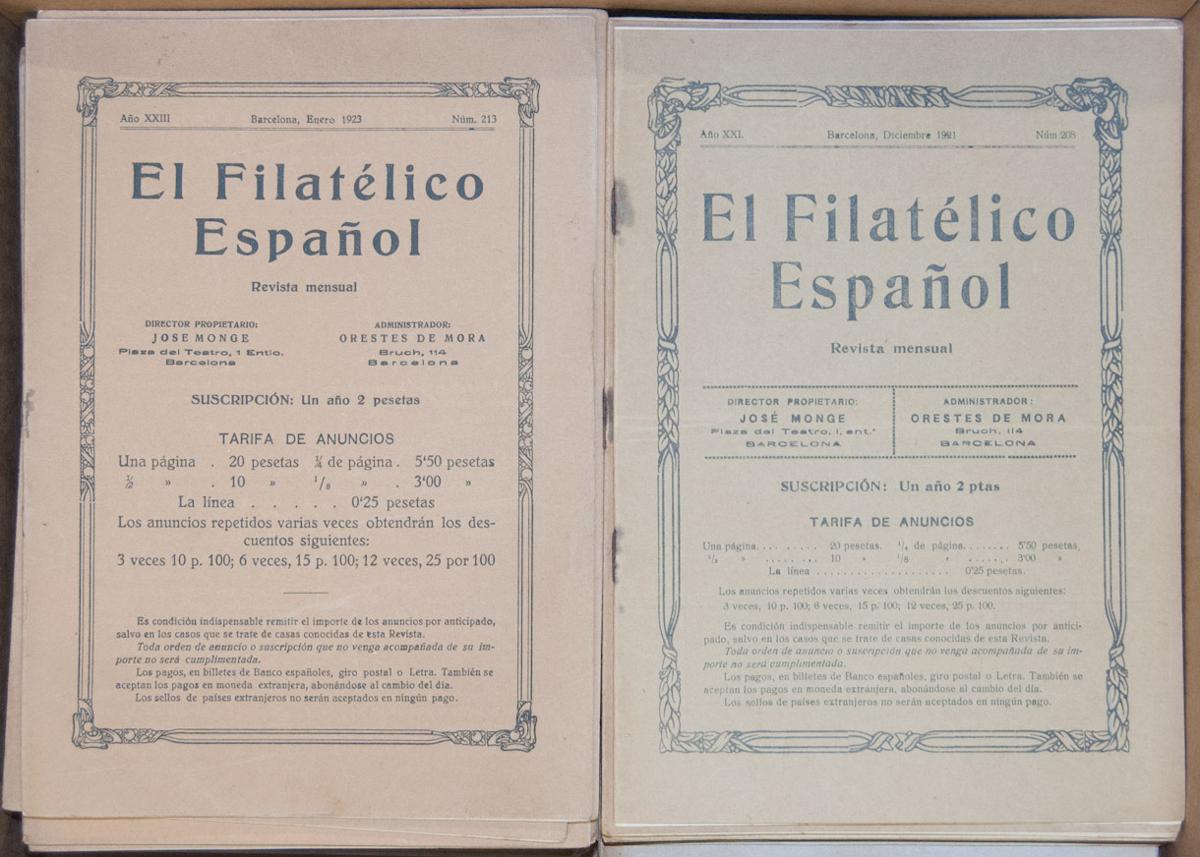 Año XXIII Barcelona, Enero 1923 Núm. 213
El Filatélico
Español
Revista mensual
DIRECTOR PROPIETARIO:
JOSE MONGE
Plaza del Teatro, 1 Entlo.
Barcelona
ADMINISTRADOR:
ORESTES DE MORA
Bruch, 114
Barcelona
SUSCRIPCIÓN: Un año 2 pesetas
TARIFA DE ANUNCIOS
Una página . 20 pesetas ¼ de página . 5'50 pesetas
½ » . 10 » 1/8 » . 3'00 »
La línea . . . . . 0'25 pesetas
Los anuncios repetidos varias veces obtendrán los des-
cuentos siguientes:
3 veces 10 p. 100; 6 veces, 15 p. 100; 12 veces, 25 por 100
Es condición indispensable remitir el importe de los anuncios por anticipado,
salvo en los casos que se trate de casas conocidas de esta Revista.
Toda orden de anuncio o suscripción que no venga acompañada de su im-
porte no será cumplimentada.
Los pagos, en billetes de Banco españoles, giro postal o Letra. También se
aceptan los pagos en moneda extranjera, abonándose al cambio del día.
Los sellos de países extranjeros no serán aceptados en ningún pago.
Año XXI. Barcelona, Diciembre 1921 Núm 208
El Filatélico
Español
Revista mensual
DIRECTOR PROPIETARIO:
JOSÉ MONGE
Plaza del Teatro, 1, ent.°
BARCELONA
ADMINISTRADOR:
ORESTES DE MORA
Bruch, 114
BARCELONA
SUSCRIPCIÓN: Un año 2 ptas
TARIFA DE ANUNCIOS
Una página. . . . . . . . 20 pesetas. 1/4 de página. . . . . . . 5'50 pesetas,
1/2 » . . . . . . . 10 » 1/8 » . . . . . . 3'00 »
La línea . . . . . . . . . . . . . . . . 0'25 pesetas.
Los anuncios repetidos varias veces obtendrán los descuentos siguientes:
3 veces, 10 p. 100; 6 veces, 15 p. 100; 12 veces, 25 p. 100.
Es condición indispensable remitir el importe de los anuncios por antici-
pado, salvo en los casos que se trate de casas conocidas de esta Revista.
Toda orden de anuncio o suscripción que no venga acompañada de su im-
porte no será cumplimentada.
Los pagos, en billetes de Banco españoles, giro postal o Letra. También se
aceptan los pagos en moneda extranjera, abonándose al cambio del día.
Los sellos de países extranjeros no serán aceptados en ningún pago.